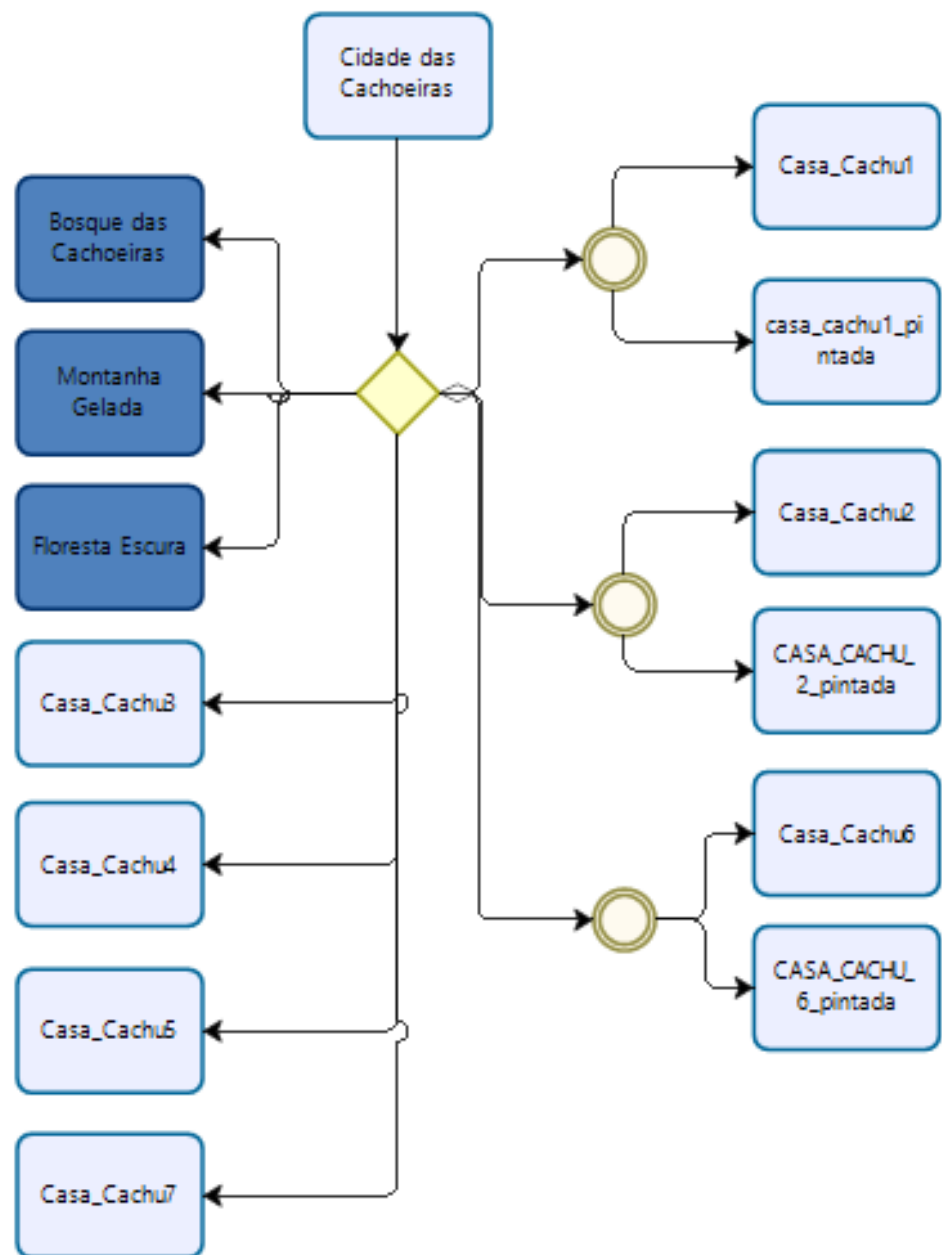 Cidade das
Cachoeiras
Bosque das
Cachoeiras
Montanha
Gelada
Floresta Escura
Casa_Cachu3
Casa_Cachu4
Casa_Cachu5
Casa_Cachu7
Casa_Cachu1
casa_cachu1_pi
ntada
Casa_Cachu2
CASA_CACHU_
2_pintada
Casa_Cachu6
CASA_CACHU_
6_pintada